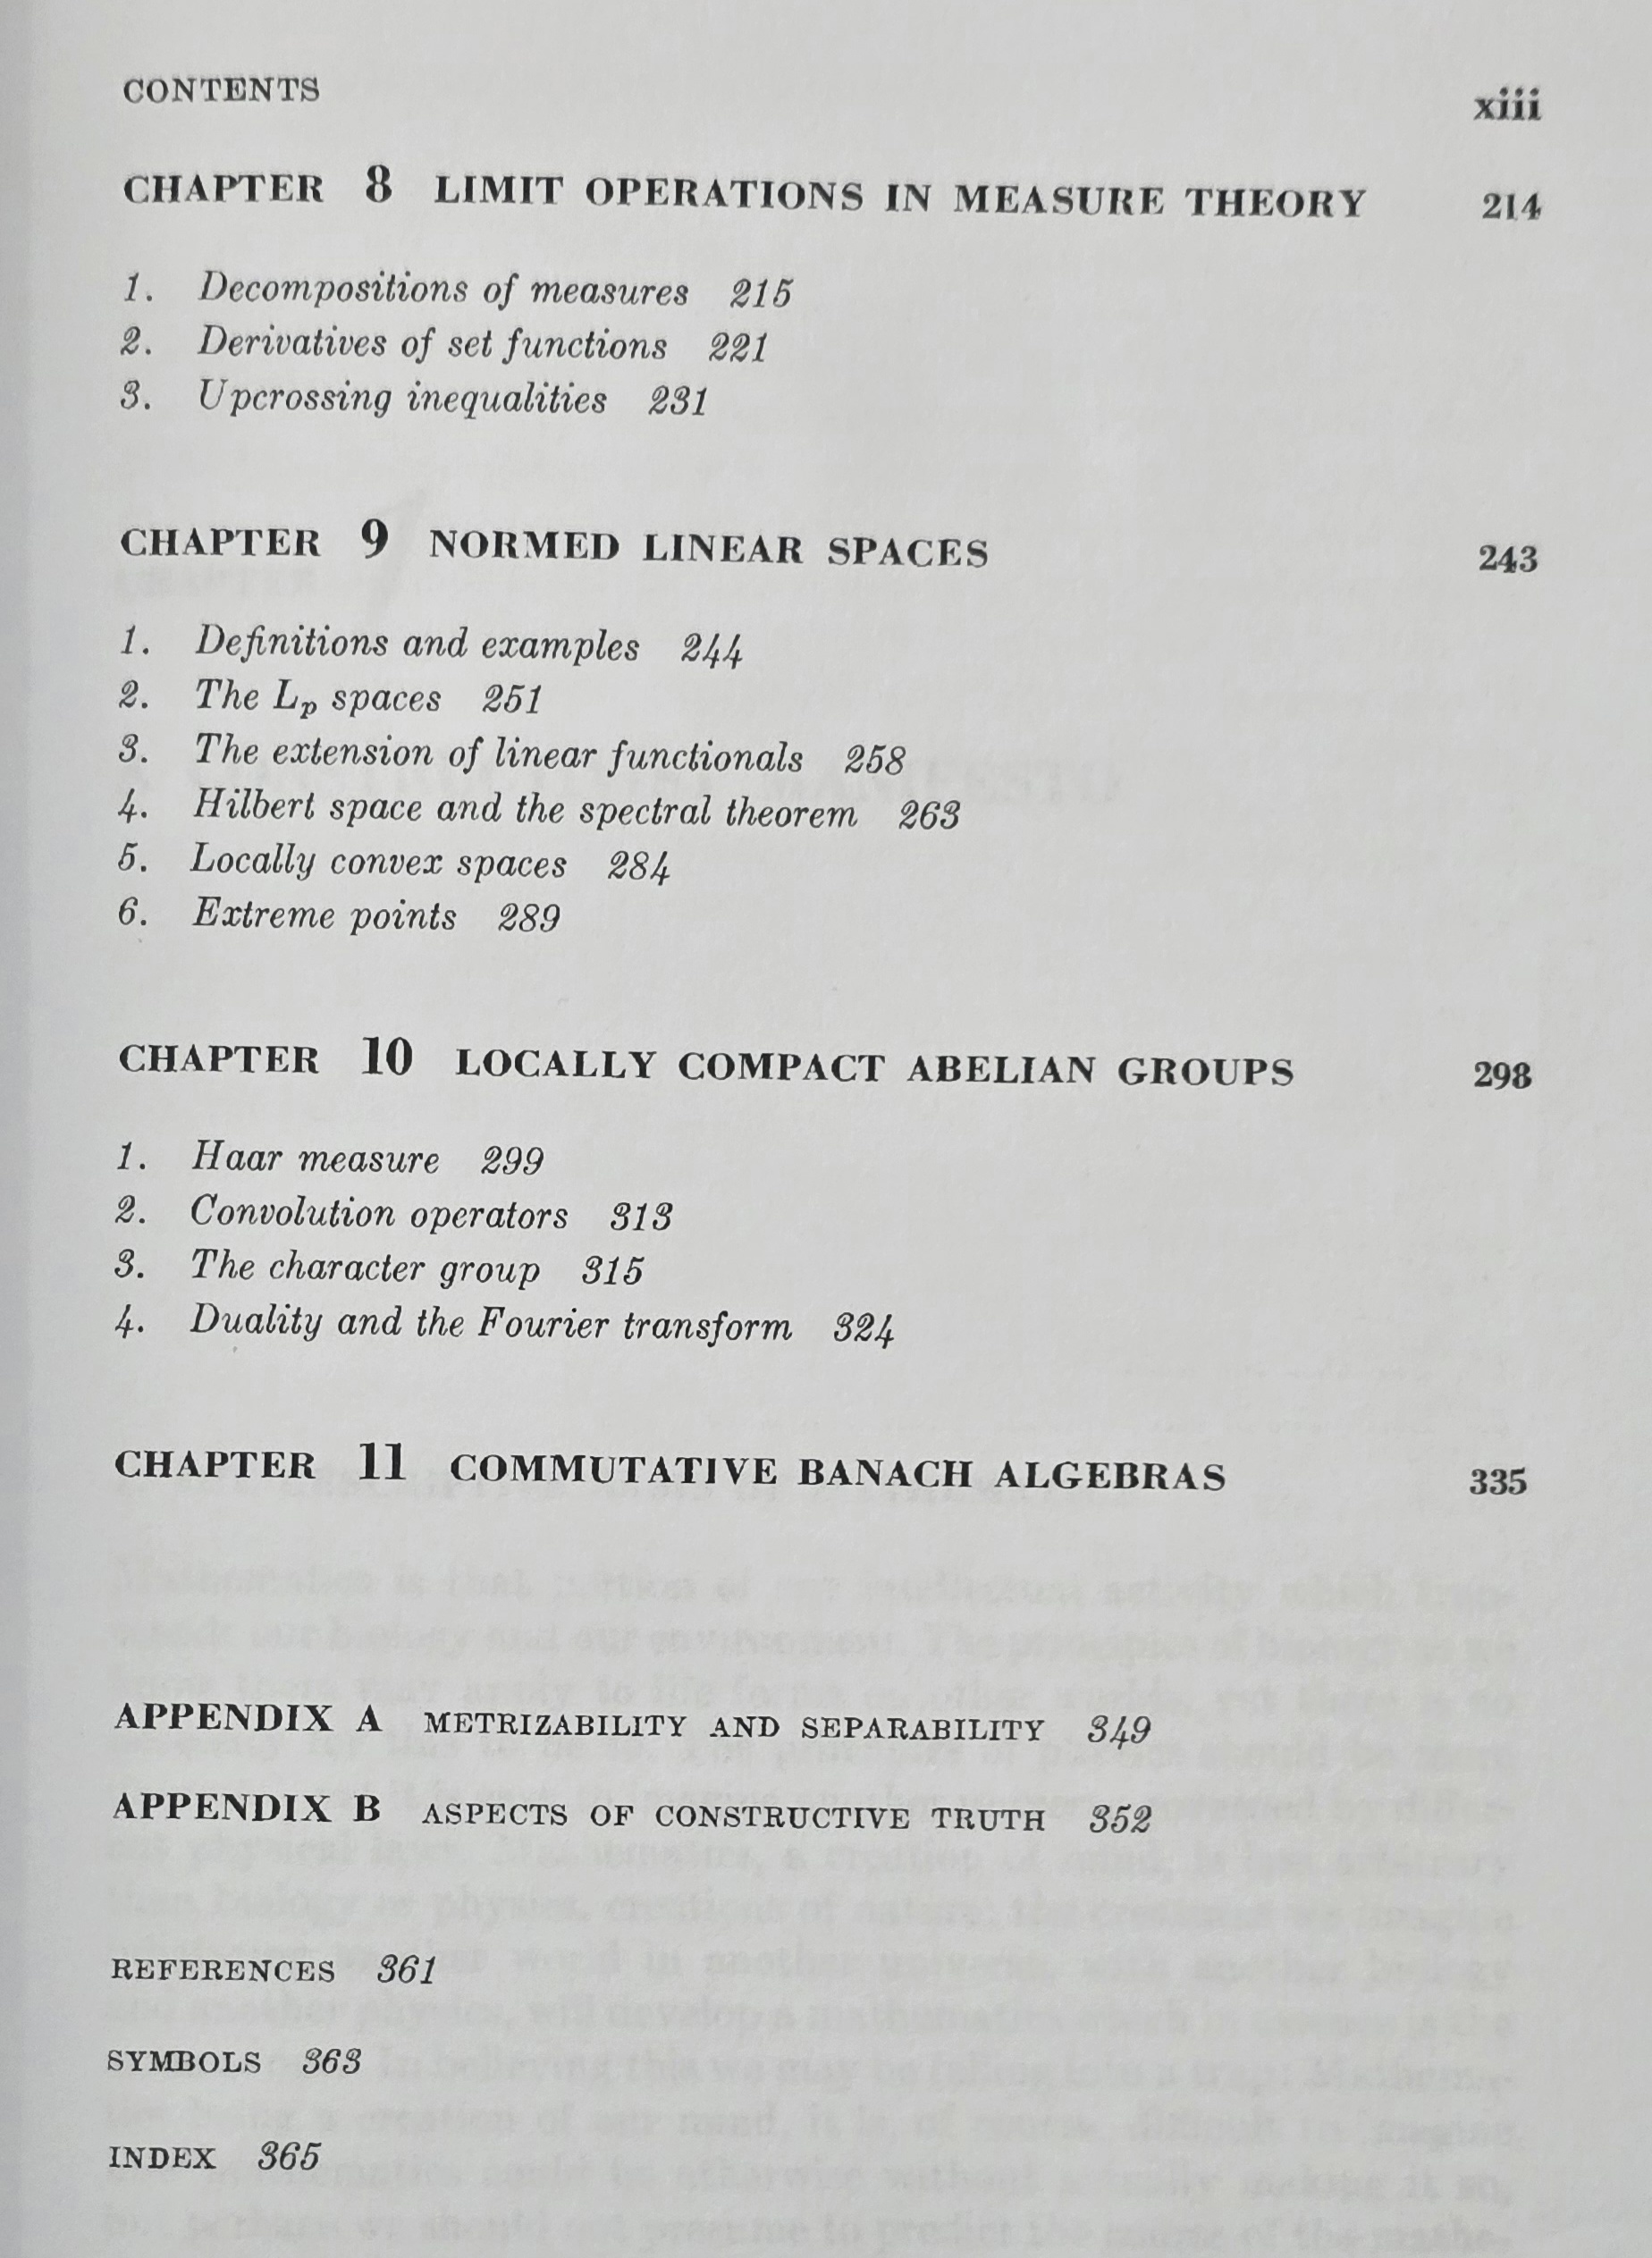 CONTENTS xiii
CHAPTER 8 LIMIT OPERATIONS IN MEASURE THEORY 214
1. Decompositions of measures 215
2. Derivatives of set functions 221
3. Upcrossing inequalities 231
CHAPTER 9 NORMED LINEAR SPACES 243
1. Definitions and examples 244
2. The Lₚ spaces 251
3. The extension of linear functionals 258
4. Hilbert space and the spectral theorem 263
5. Locally convex spaces 284
6. Extreme points 289
CHAPTER 10 LOCALLY COMPACT ABELIAN GROUPS 298
1. Haar measure 299
2. Convolution operators 313
3. The character group 315
4. Duality and the Fourier transform 324
CHAPTER 11 COMMUTATIVE BANACH ALGEBRAS 335
APPENDIX A METRIZABILITY AND SEPARABILITY 349
APPENDIX B ASPECTS OF CONSTRUCTIVE TRUTH 352
REFERENCES 361
SYMBOLS 363
INDEX 365